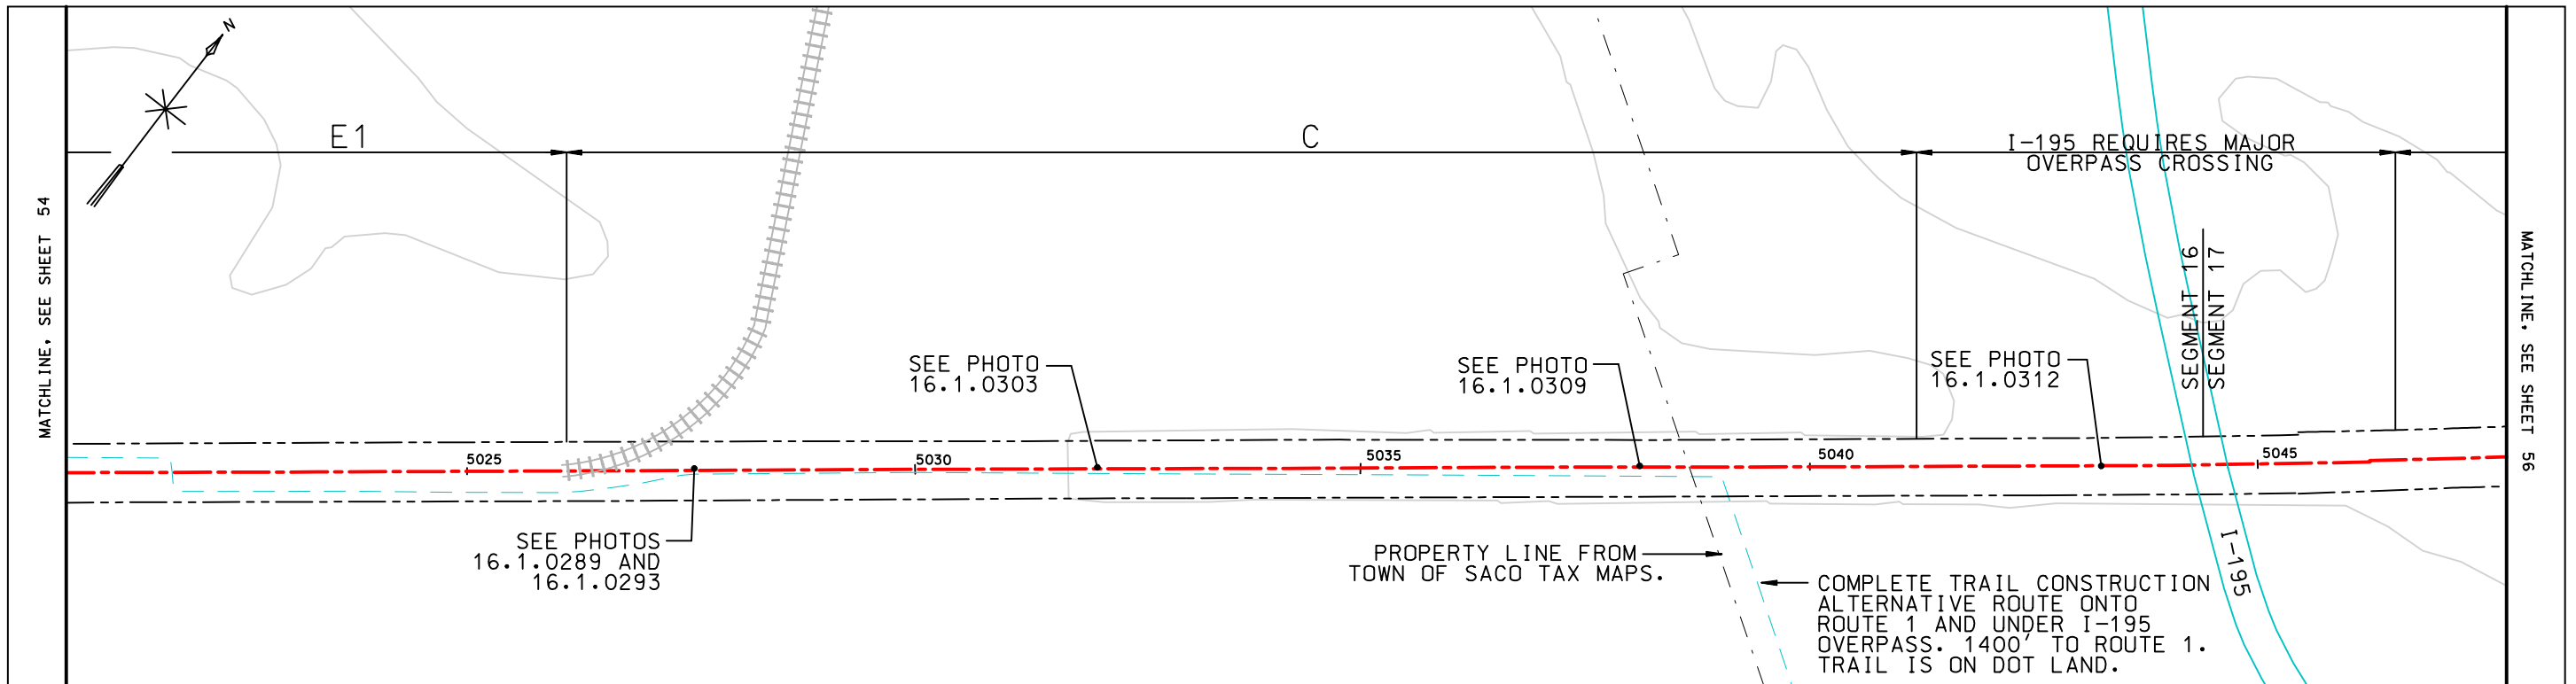 N
E1
C
I-195 REQUIRES MAJOR
OVERPASS CROSSING
MATCHLINE, SEE SHEET 54
MATCHLINE, SEE SHEET 56
SEGMENT 16
SEGMENT 17
SEE PHOTO
16.1.0303
SEE PHOTO
16.1.0309
SEE PHOTO
16.1.0312
5025
5030
5035
5040
5045
SEE PHOTOS
16.1.0289 AND
16.1.0293
PROPERTY LINE FROM
TOWN OF SACO TAX MAPS.
I-195
COMPLETE TRAIL CONSTRUCTION
ALTERNATIVE ROUTE ONTO
ROUTE 1 AND UNDER I-195
OVERPASS. 1400' TO ROUTE 1.
TRAIL IS ON DOT LAND.